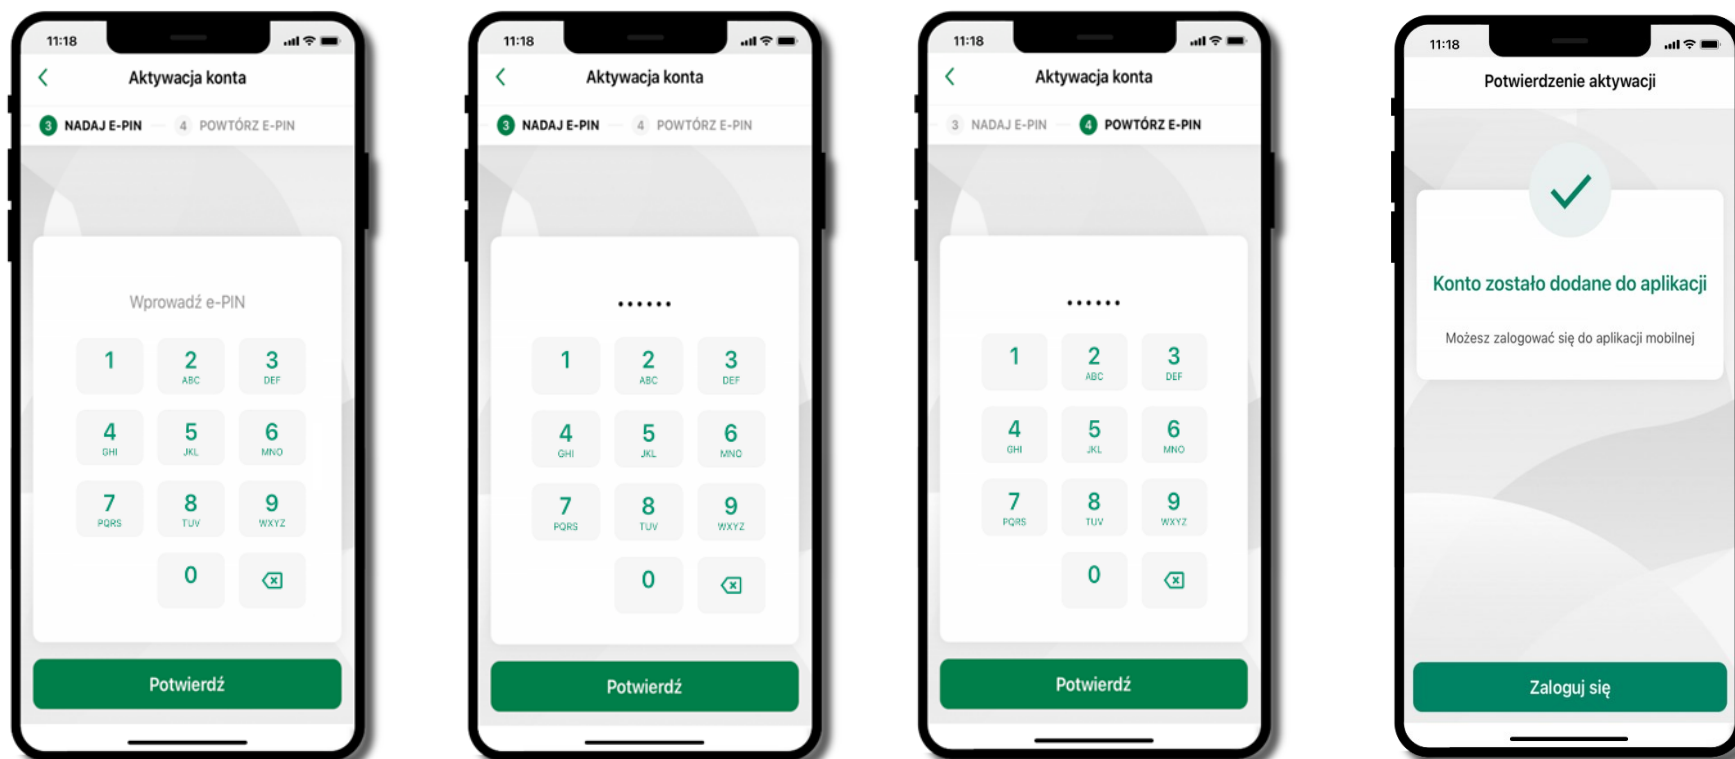 11:18
Aktywacja konta
3 NADAJ E-PIN 4 POWTÓRZ E-PIN
Wprowadź e-PIN
1 2 3
ABC DEF
4 5 6
GHI JKL MNO
7 8 9
PQRS TUV WXYZ
0
Potwierdź
11:18
Aktywacja konta
3 NADAJ E-PIN 4 POWTÓRZ E-PIN
••••••
1 2 3
ABC DEF
4 5 6
GHI JKL MNO
7 8 9
PQRS TUV WXYZ
0
Potwierdź
11:18
Aktywacja konta
3 NADAJ E-PIN 4 POWTÓRZ E-PIN
••••••
1 2 3
ABC DEF
4 5 6
GHI JKL MNO
7 8 9
PQRS TUV WXYZ
0
Potwierdź
11:18
Potwierdzenie aktywacji
Konto zostało dodane do aplikacji
Możesz zalogować się do aplikacji mobilnej
Zaloguj się